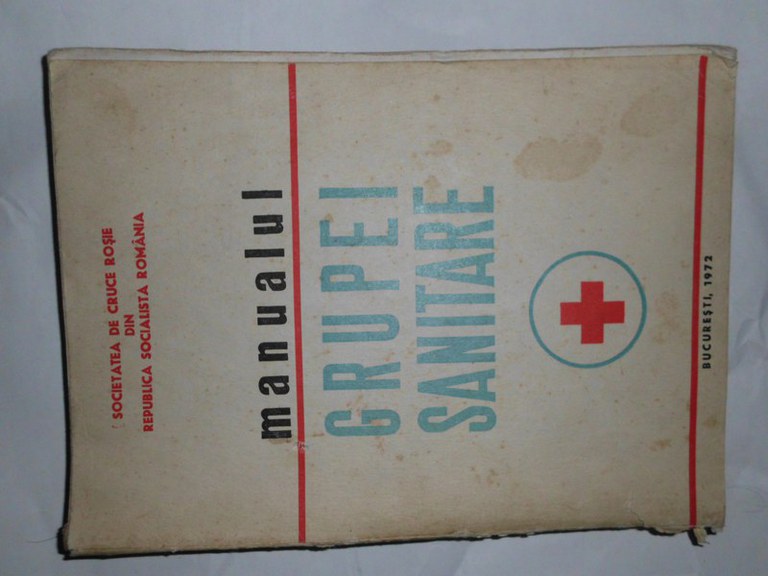 SOCIETATEA DE CRUCE ROȘIE
DIN
REPUBLICA SOCIALISTĂ ROMÂNIA
manualul
GRUPEI
SANITARE
BUCUREȘTI, 1972